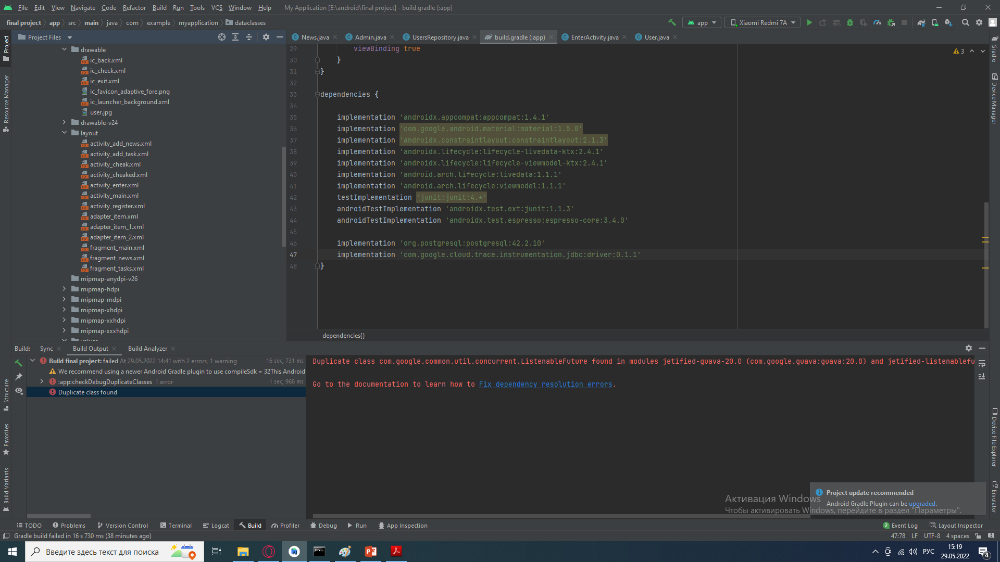 File Edit View Navigate Code Refactor Build Run Tools VCS Window Help My Application [E:\android\final project] - build.gradle (:app)
final project app src main java com example myapplication dataclasses
app Xiaomi Redmi 7A
Project Files
News.java Admin.java UsersRepository.java build.gradle (:app) EnterActivity.java User.java
Project
Resource Manager
Structure
Favorites
Build Variants
Gradle
Device Manager
Device File Explorer
Emulator
drawable
ic_back.xml
ic_check.xml
ic_exit.xml
ic_favicon_adaptive_fore.png
ic_launcher_background.xml
user.jpg
drawable-v24
layout
activity_add_news.xml
activity_add_task.xml
activity_cheak.xml
activity_cheaked.xml
activity_enter.xml
activity_main.xml
activity_register.xml
adapter_item.xml
adapter_item_1.xml
adapter_item_2.xml
fragment_main.xml
fragment_news.xml
fragment_tasks.xml
mipmap-anydpi-v26
mipmap-hdpi
mipmap-mdpi
mipmap-xhdpi
mipmap-xxhdpi
mipmap-xxxhdpi
3
29 viewBinding true
30 }
31 }
32
33 dependencies {
34
35 implementation 'androidx.appcompat:appcompat:1.4.1'
36 implementation 'com.google.android.material:material:1.5.0'
37 implementation 'androidx.constraintlayout:constraintlayout:2.1.3'
38 implementation 'androidx.lifecycle:lifecycle-livedata-ktx:2.4.1'
39 implementation 'androidx.lifecycle:lifecycle-viewmodel-ktx:2.4.1'
40 implementation 'android.arch.lifecycle:livedata:1.1.1'
41 implementation 'android.arch.lifecycle:viewmodel:1.1.1'
42 testImplementation 'junit:junit:4.+'
43 androidTestImplementation 'androidx.test.ext:junit:1.1.3'
44 androidTestImplementation 'androidx.test.espresso:espresso-core:3.4.0'
45
46 implementation 'org.postgresql:postgresql:42.2.10'
47 implementation 'com.google.cloud.trace.instrumentation.jdbc:driver:0.1.1'
48 }
dependencies{}
Build: Sync Build Output Build Analyzer
Build final project: failed At 29.05.2022 14:41 with 2 errors, 1 warning 16 sec, 731 ms
We recommend using a newer Android Gradle plugin to use compileSdk = 32This Android
:app:checkDebugDuplicateClasses 1 error 1 sec, 968 ms
Duplicate class found
Duplicate class com.google.common.util.concurrent.ListenableFuture found in modules jetified-guava-20.0 (com.google.guava:guava:20.0) and jetified-listenablefu
Go to the documentation to learn how to Fix dependency resolution errors.
Project update recommended
Android Gradle Plugin can be upgraded.
Активация Windows
Чтобы активировать Windows, перейдите в раздел "Параметры".
TODO Problems Version Control Terminal Logcat Build Profiler Debug Run App Inspection 2 Event Log Layout Inspector
Gradle build failed in 16 s 730 ms (38 minutes ago) 47:78 LF UTF-8 4 spaces
Введите здесь текст для поиска
РУС
15:19
29.05.2022
4